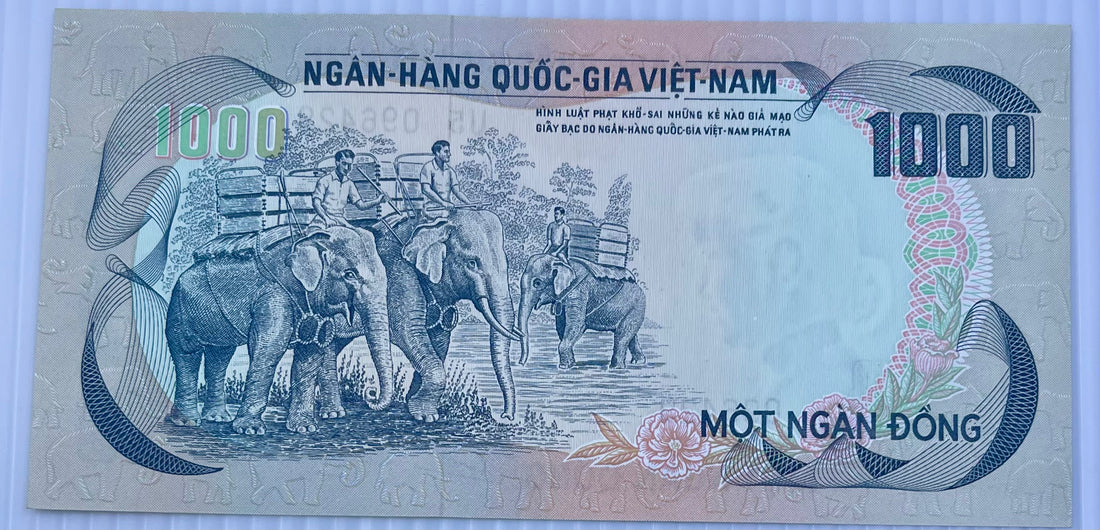 NGÂN-HÀNG QUỐC-GIA VIỆT-NAM
HÌNH LUẬT PHẠT KHỔ-SAI NHỮNG KẺ NÀO GIẢ MẠO
GIẤY BẠC DO NGÂN-HÀNG QUỐC-GIA VIỆT-NAM PHÁT RA
1000
1000
MỘT NGÀN ĐỒNG